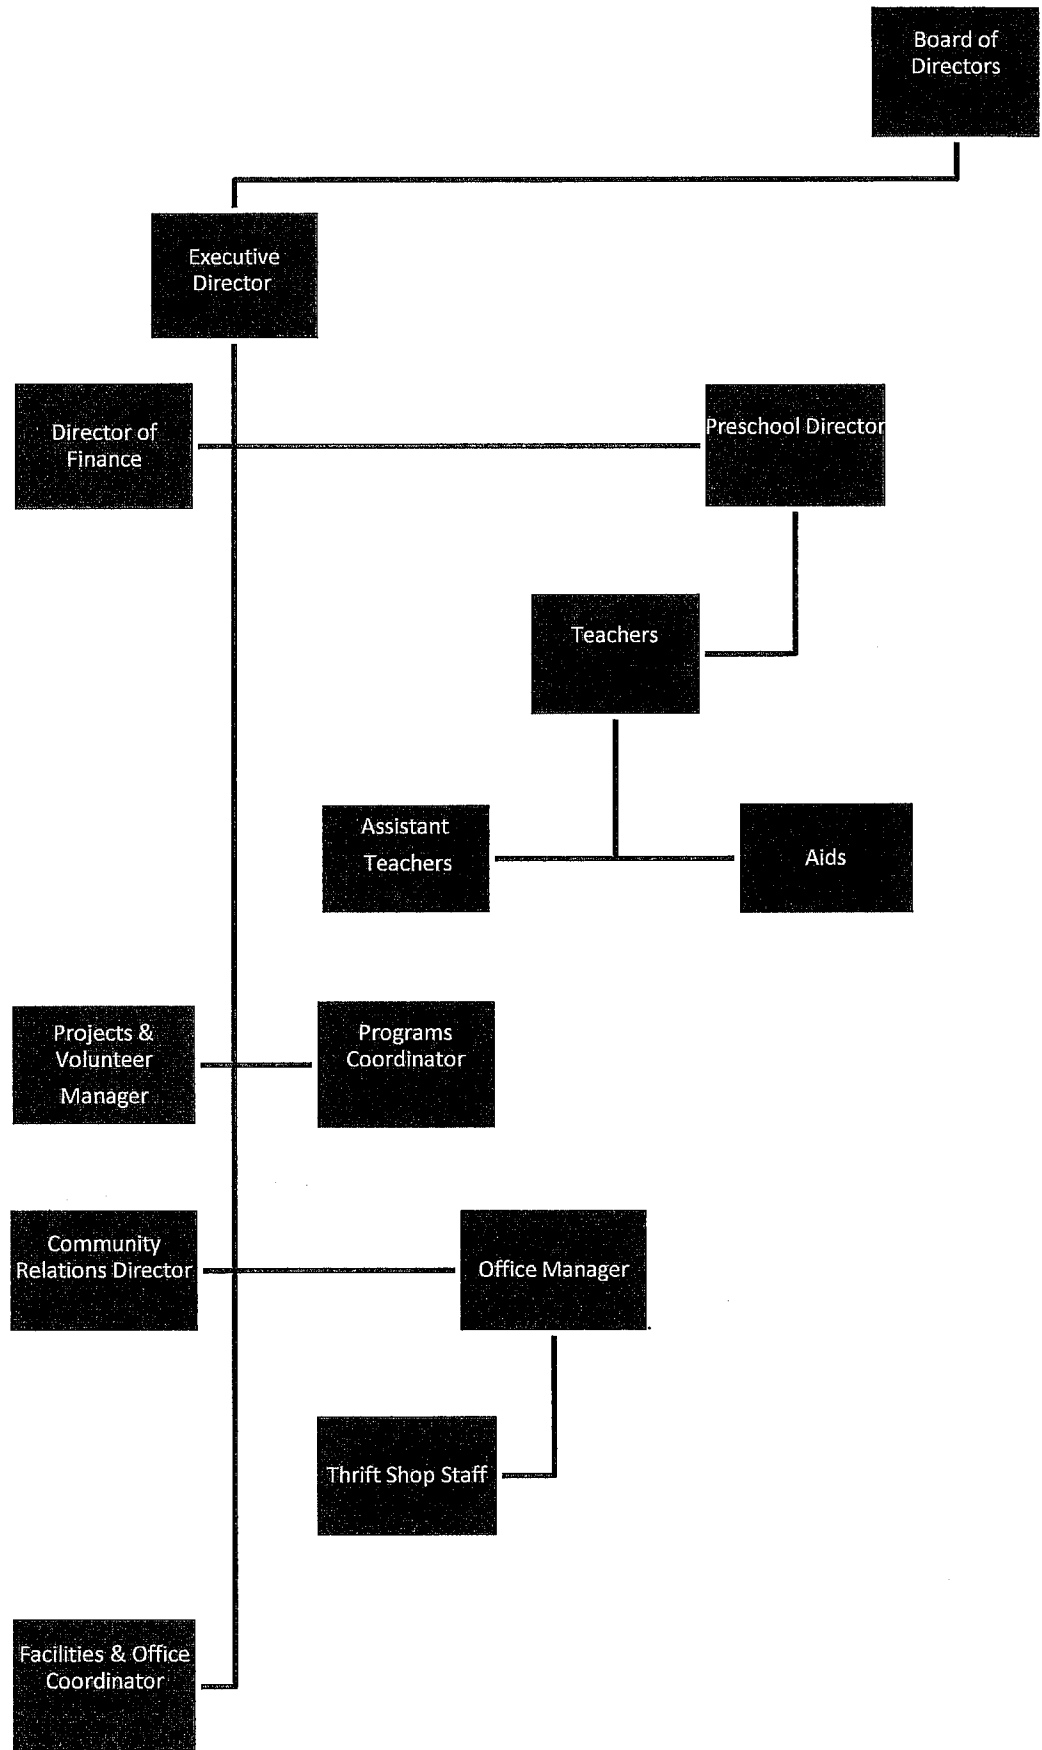 Board of
Directors
Executive
Director
Director of
Finance
Preschool Director
Teachers
Assistant
Teachers
Aids
Projects &
Volunteer
Manager
Programs
Coordinator
Community
Relations Director
Office Manager
Thrift Shop Staff
Facilities & Office
Coordinator